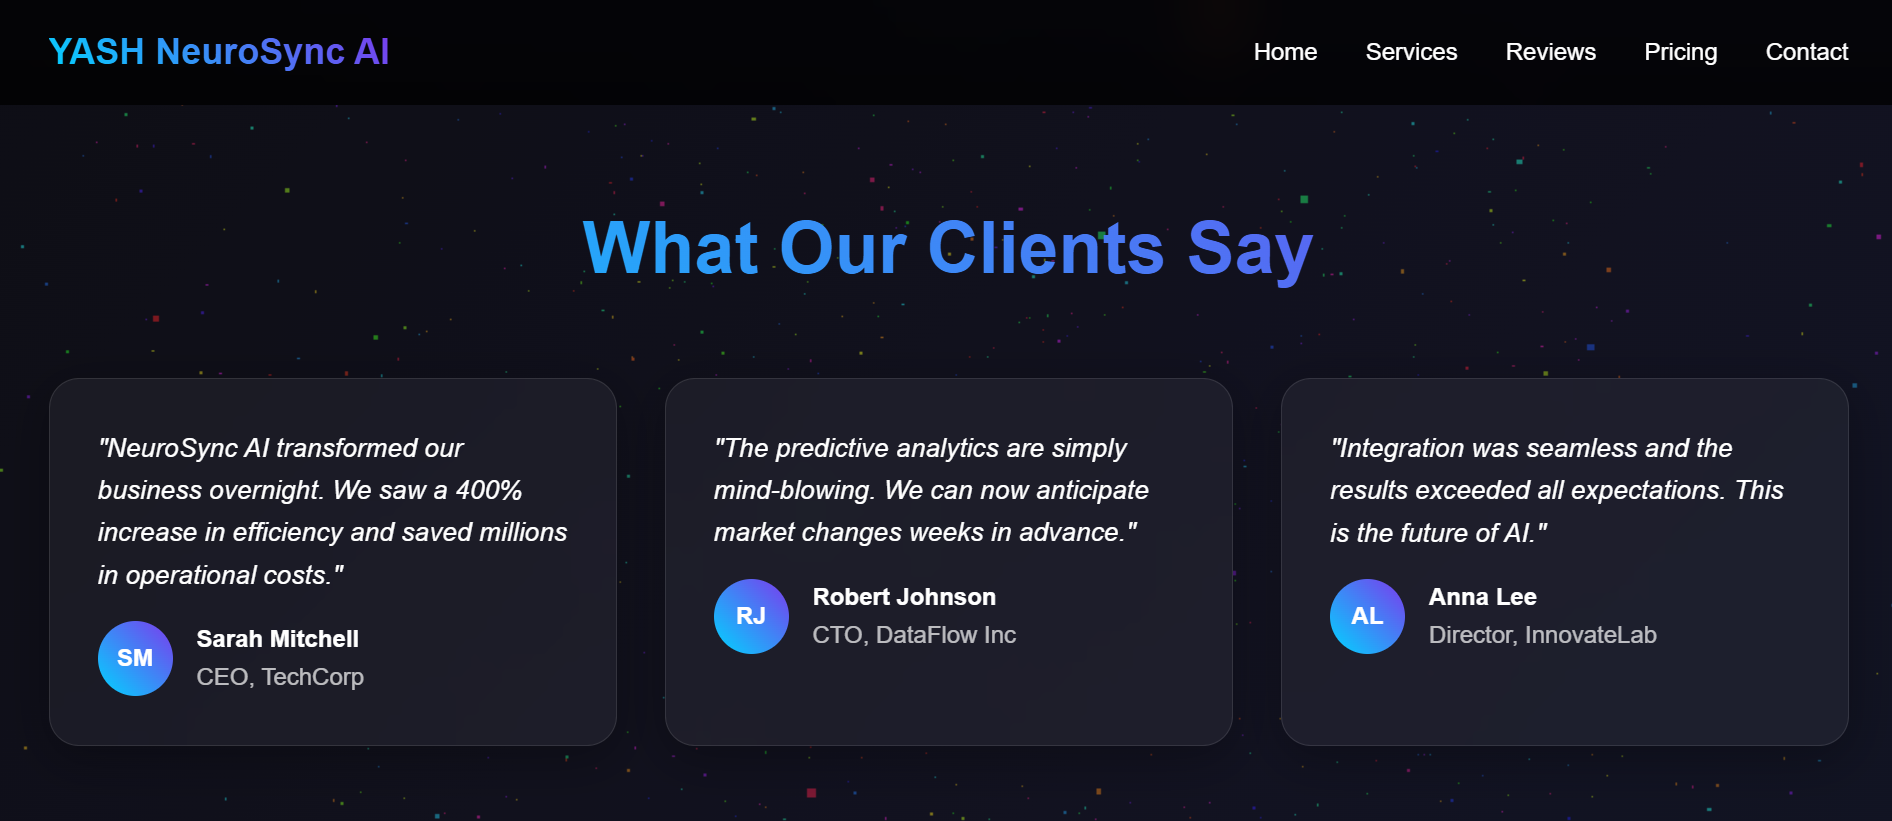 YASH NeuroSync AI
Home Services Reviews Pricing Contact
What Our Clients Say
"NeuroSync AI transformed our
business overnight. We saw a 400%
increase in efficiency and saved millions
in operational costs."
SM
Sarah Mitchell
CEO, TechCorp
"The predictive analytics are simply
mind-blowing. We can now anticipate
market changes weeks in advance."
RJ
Robert Johnson
CTO, DataFlow Inc
"Integration was seamless and the
results exceeded all expectations. This
is the future of AI."
AL
Anna Lee
Director, InnovateLab